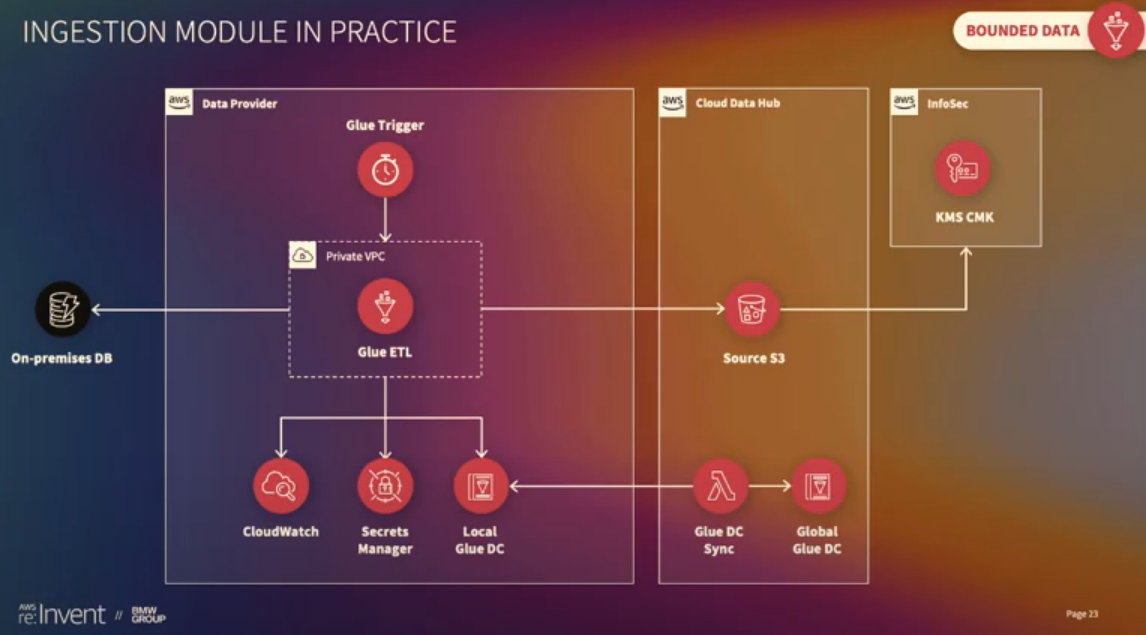 INGESTION MODULE IN PRACTICE
BOUNDED DATA
aws
Data Provider
aws
Cloud Data Hub
aws
InfoSec
Glue Trigger
KMS CMK
Private VPC
Glue ETL
On-premises DB
Source S3
CloudWatch
Secrets
Manager
Local
Glue DC
Glue DC
Sync
Global
Glue DC
AWS
re:Invent // BMW
GROUP
Page 23